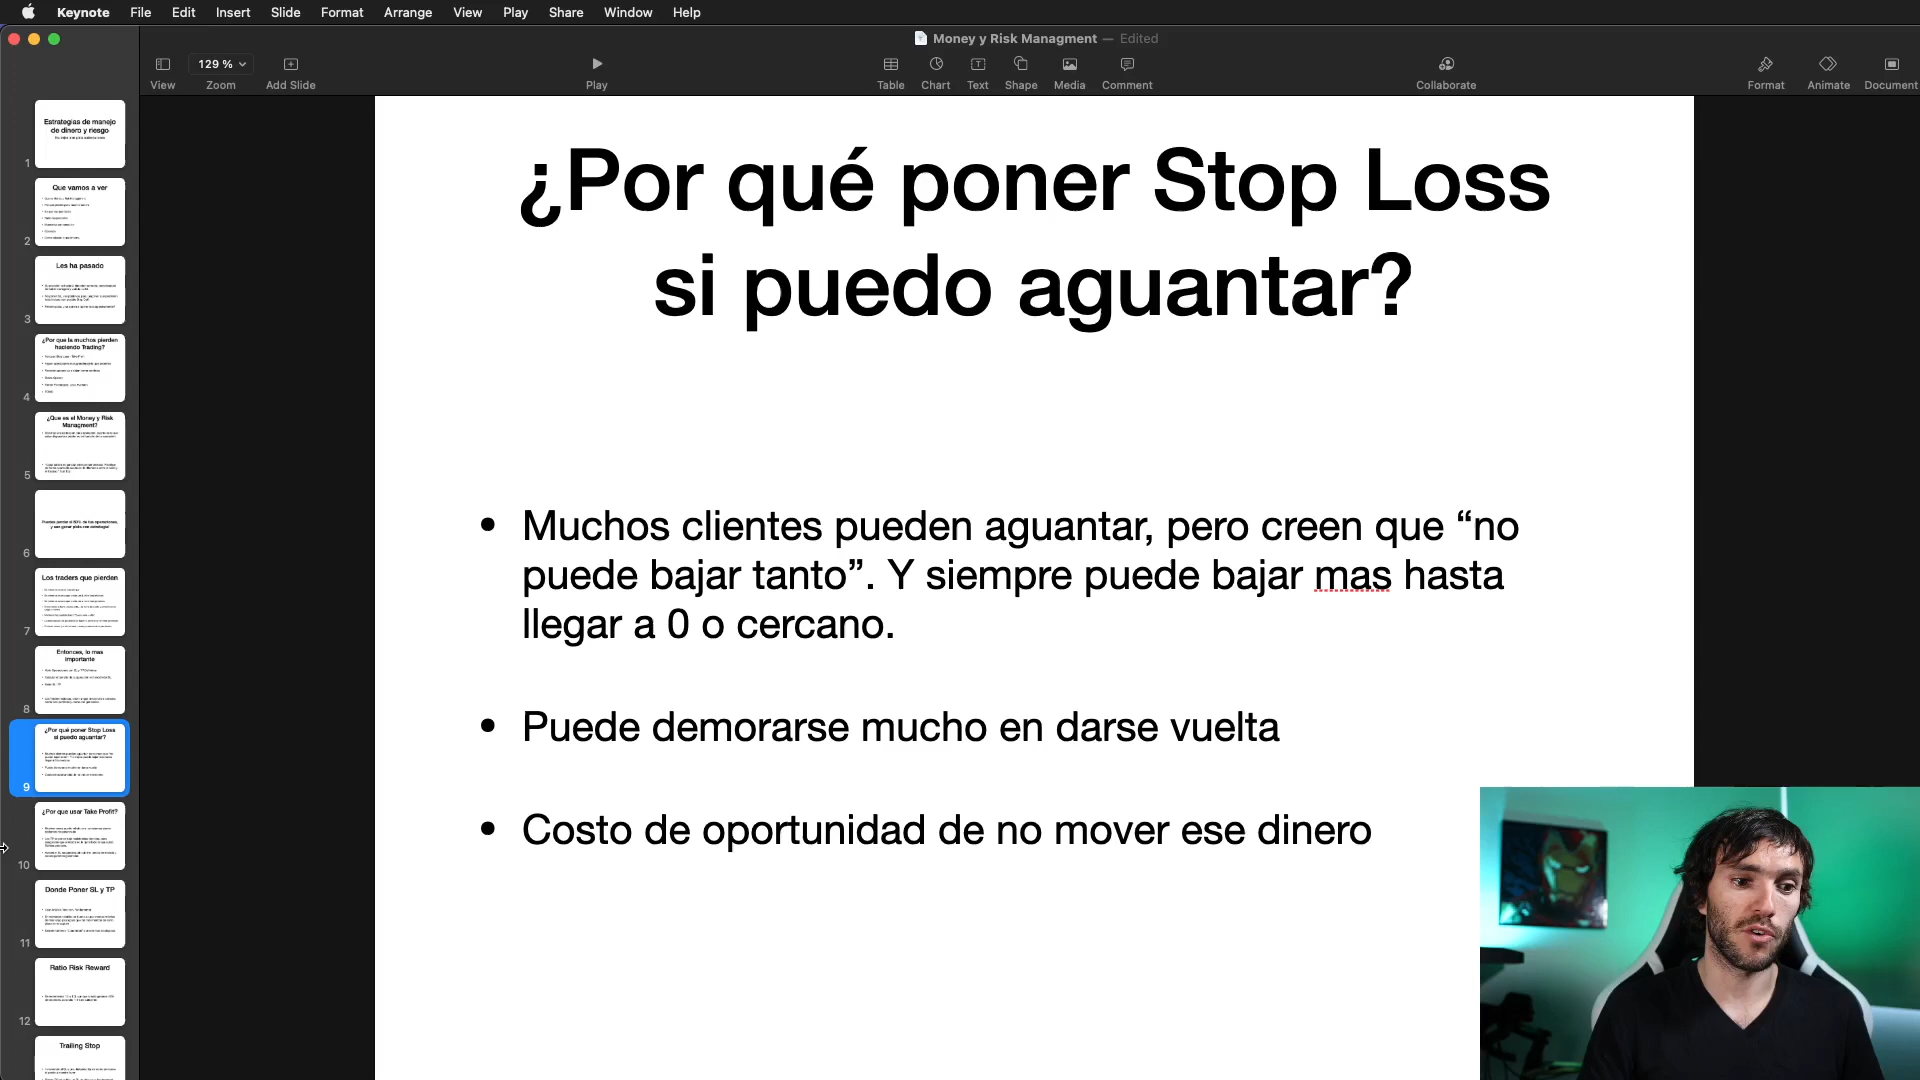 Keynote File Edit Insert Slide Format Arrange View Play Share Window Help
Money y Risk Managment — Edited
129 %
View Zoom Add Slide Play Table Chart Text Shape Media Comment Collaborate Format Animate Document
Estrategias de manejo
de dinero y riesgo
1
Que vamos a ver
2
Les ha pasado
3
¿Por que la muchos pierden
haciendo Trading?
4
¿Que es el Money y Risk
Managment?
5
6
Los traders que pierden
7
Entonces, lo mas
importante
8
¿Por qué poner Stop Loss
si puedo aguantar?
9
¿Por que usar Take Profit?
10
Donde Poner SL y TP
11
Ratio Risk Reward
12
Trailing Stop
¿Por qué poner Stop Loss
si puedo aguantar?
• Muchos clientes pueden aguantar, pero creen que “no
puede bajar tanto”. Y siempre puede bajar mas hasta
llegar a 0 o cercano.
• Puede demorarse mucho en darse vuelta
• Costo de oportunidad de no mover ese dinero